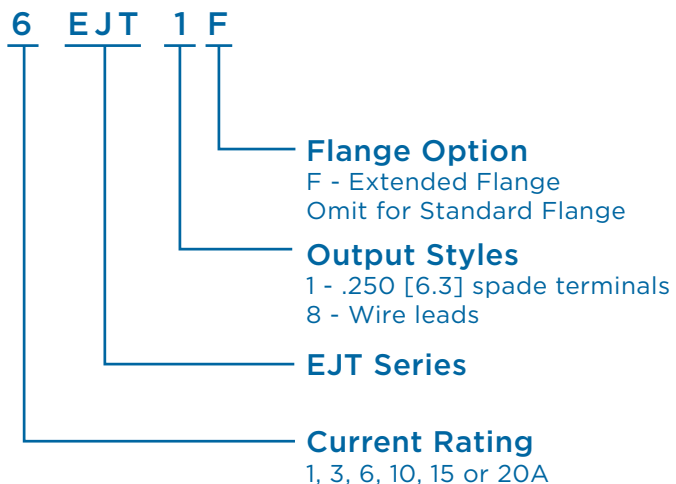 6 EJT 1 F
Flange Option
F - Extended Flange
Omit for Standard Flange
Output Styles
1 - .250 [6.3] spade terminals
8 - Wire leads
EJT Series
Current Rating
1, 3, 6, 10, 15 or 20A